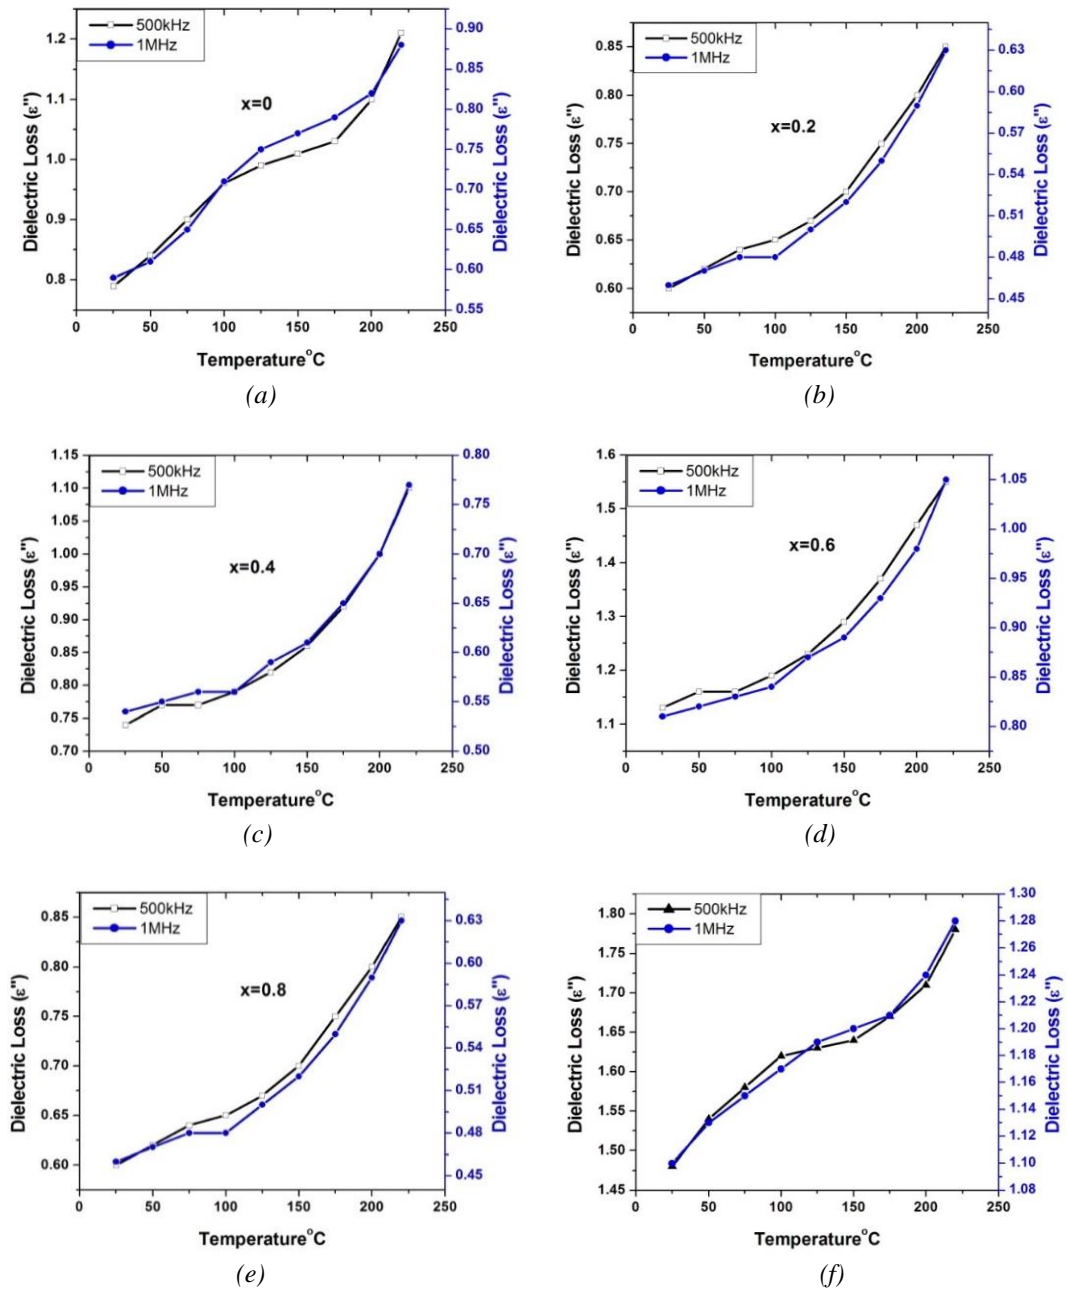 500kHz
1MHz
x=0
Dielectric Loss (ε")
1.2
1.1
1.0
0.9
0.8
0.90
0.85
0.80
0.75
0.70
0.65
0.60
0.55
Dielectric Loss (ε")
0 50 100 150 200 250
Temperature°C
(a)
500kHz
1MHz
x=0.2
Dielectric Loss (ε")
0.85
0.80
0.75
0.70
0.65
0.60
0.63
0.60
0.57
0.54
0.51
0.48
0.45
Dielectric Loss (ε")
0 50 100 150 200 250
Temperature°C
(b)
500kHz
1MHz
x=0.4
Dielectric Loss (ε")
1.15
1.10
1.05
1.00
0.95
0.90
0.85
0.80
0.75
0.70
0.80
0.75
0.70
0.65
0.60
0.55
0.50
Dielectric Loss (ε")
0 50 100 150 200 250
Temperature°C
(c)
500kHz
1MHz
x=0.6
Dielectric Loss (ε")
1.6
1.5
1.4
1.3
1.2
1.1
1.05
1.00
0.95
0.90
0.85
0.80
Dielectric Loss (ε")
0 50 100 150 200 250
Temperature°C
(d)
500kHz
1MHz
x=0.8
Dielectric Loss (ε")
0.85
0.80
0.75
0.70
0.65
0.60
0.63
0.60
0.57
0.54
0.51
0.48
0.45
Dielectric Loss (ε")
0 50 100 150 200 250
Temperature°C
(e)
500kHz
1MHz
Dielectric Loss (ε")
1.80
1.75
1.70
1.65
1.60
1.55
1.50
1.45
1.30
1.28
1.26
1.24
1.22
1.20
1.18
1.16
1.14
1.12
1.10
1.08
Dielectric Loss (ε")
0 50 100 150 200 250
Temperature°C
(f)